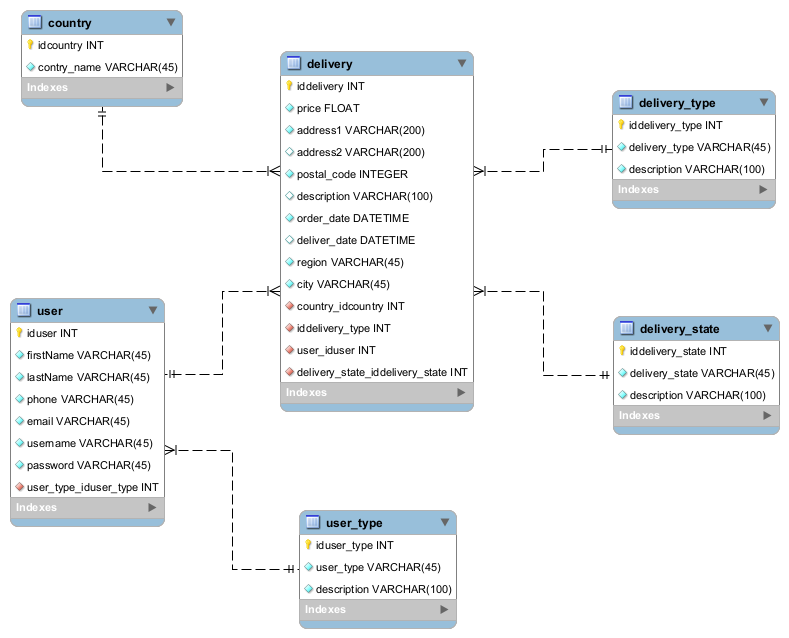 country
idcountry INT
contry_name VARCHAR(45)
Indexes
delivery
iddelivery INT
price FLOAT
address1 VARCHAR(200)
address2 VARCHAR(200)
postal_code INTEGER
description VARCHAR(100)
order_date DATETIME
deliver_date DATETIME
region VARCHAR(45)
city VARCHAR(45)
country_idcountry INT
iddelivery_type INT
user_iduser INT
delivery_state_iddelivery_state INT
Indexes
delivery_type
iddelivery_type INT
delivery_type VARCHAR(45)
description VARCHAR(100)
Indexes
user
iduser INT
firstName VARCHAR(45)
lastName VARCHAR(45)
phone VARCHAR(45)
email VARCHAR(45)
username VARCHAR(45)
password VARCHAR(45)
user_type_iduser_type INT
Indexes
delivery_state
iddelivery_state INT
delivery_state VARCHAR(45)
description VARCHAR(100)
Indexes
user_type
iduser_type INT
user_type VARCHAR(45)
description VARCHAR(100)
Indexes